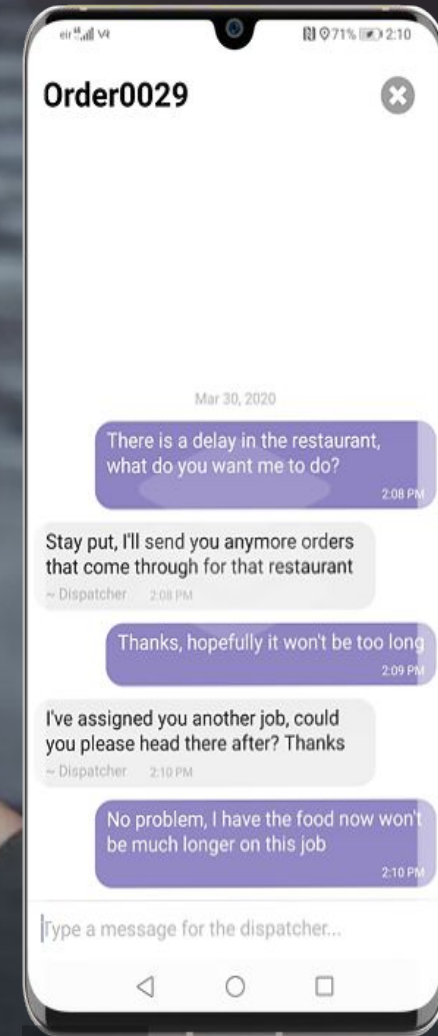 eir VR 71% 2:10
Order0029
Mar 30, 2020
There is a delay in the restaurant,
what do you want me to do?
2:08 PM
Stay put, I'll send you anymore orders
that come through for that restaurant
~ Dispatcher 2:08 PM
Thanks, hopefully it won't be too long
2:09 PM
I've assigned you another job, could
you please head there after? Thanks
~ Dispatcher 2:10 PM
No problem, I have the food now won't
be much longer on this job
2:10 PM
Type a message for the dispatcher...